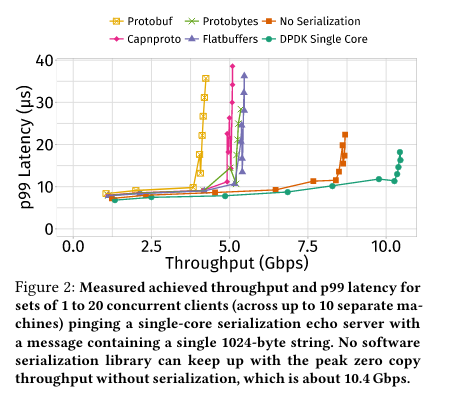 Protobuf Protobytes No Serialization
Capnproto Flatbuffers DPDK Single Core
40
30
20
10
0
p99 Latency (µs)
0.0 2.5 5.0 7.5 10.0
Throughput (Gbps)
Figure 2: Measured achieved throughput and p99 latency for
sets of 1 to 20 concurrent clients (across up to 10 separate ma-
chines) pinging a single-core serialization echo server with
a message containing a single 1024-byte string. No software
serialization library can keep up with the peak zero copy
throughput without serialization, which is about 10.4 Gbps.